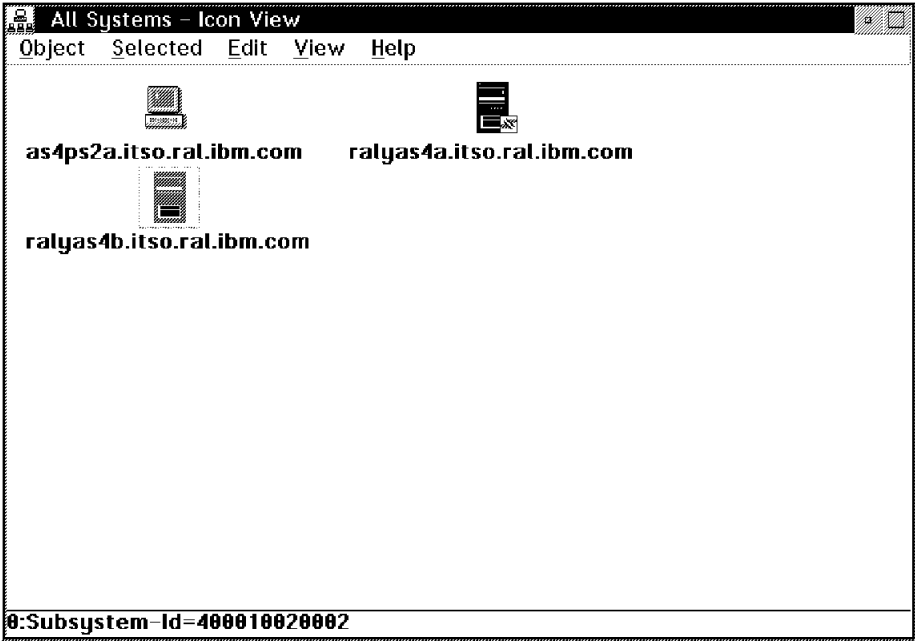 All Systems - Icon View
Object Selected Edit View Help
as4ps2a.itso.ral.ibm.com ralyas4a.itso.ral.ibm.com
ralyas4b.itso.ral.ibm.com
0:Subsystem-Id=400010020002